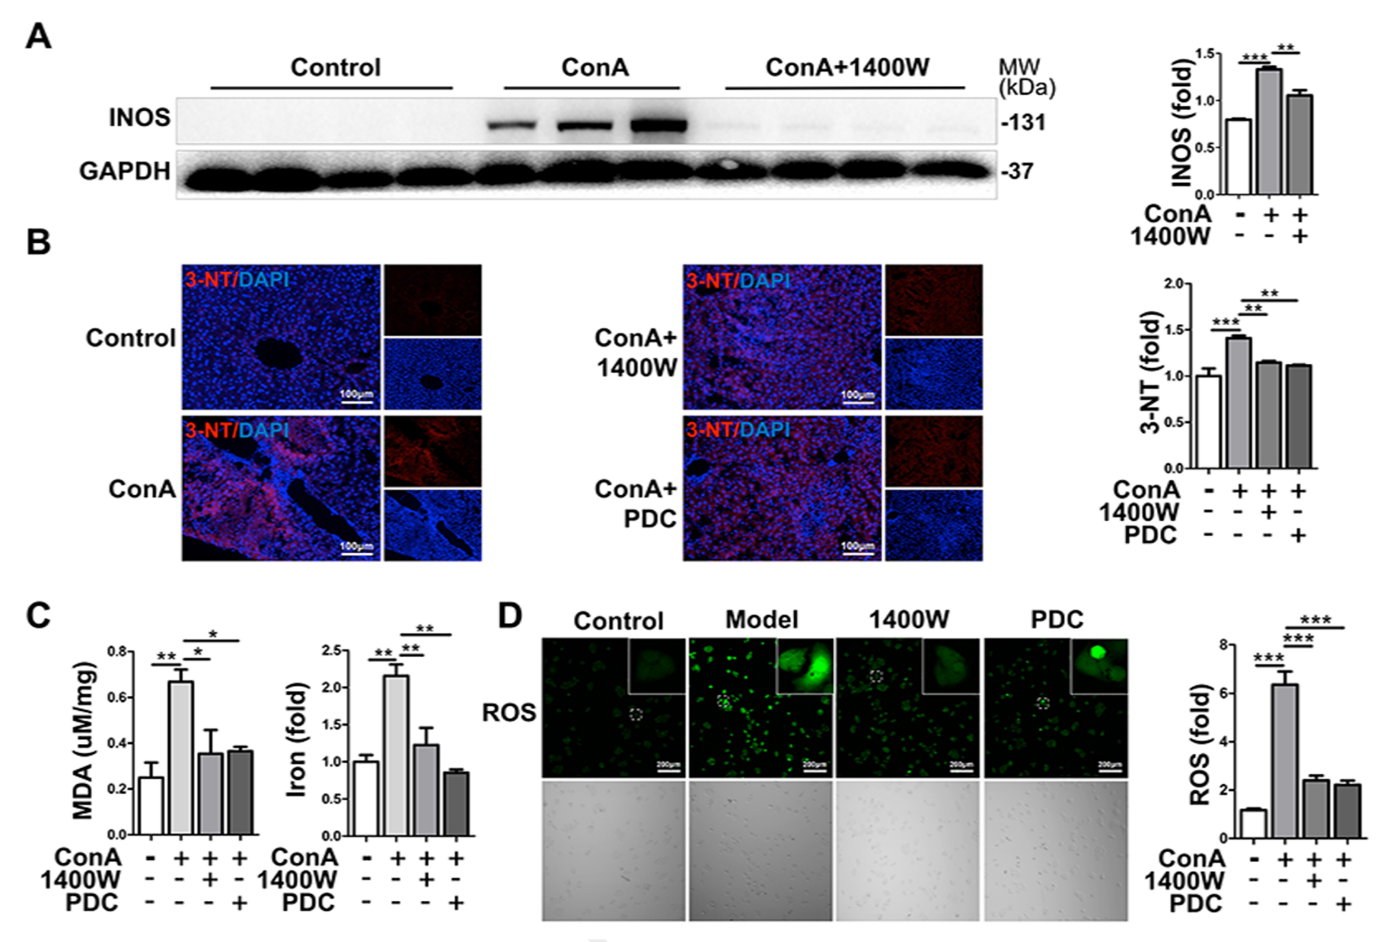 A
Control ConA ConA+1400W MW
(kDa)
INOS -131
GAPDH -37
INOS (fold)
1.5
1.0
0.5
0.0
*** **
ConA - + +
1400W - - +
B
3-NT/DAPI
Control
100μm
3-NT/DAPI
ConA+
1400W
100μm
3-NT/DAPI
ConA
100μm
3-NT/DAPI
ConA+
PDC
100μm
3-NT (fold)
2.0
1.5
1.0
0.5
0.0
*** ** **
ConA - + + +
1400W - - + -
PDC - - - +
C
MDA (uM/mg)
0.8
0.6
0.4
0.2
0.0
** * *
ConA - + + +
1400W - - + -
PDC - - - +
Iron (fold)
2.5
2.0
1.5
1.0
0.5
0.0
** ** **
ConA - + + +
1400W - - + -
PDC - - - +
D
Control Model 1400W PDC
ROS
200μm 200μm 200μm 200μm
ROS (fold)
8
6
4
2
0
*** *** ***
ConA - + + +
1400W - - + -
PDC - - - +